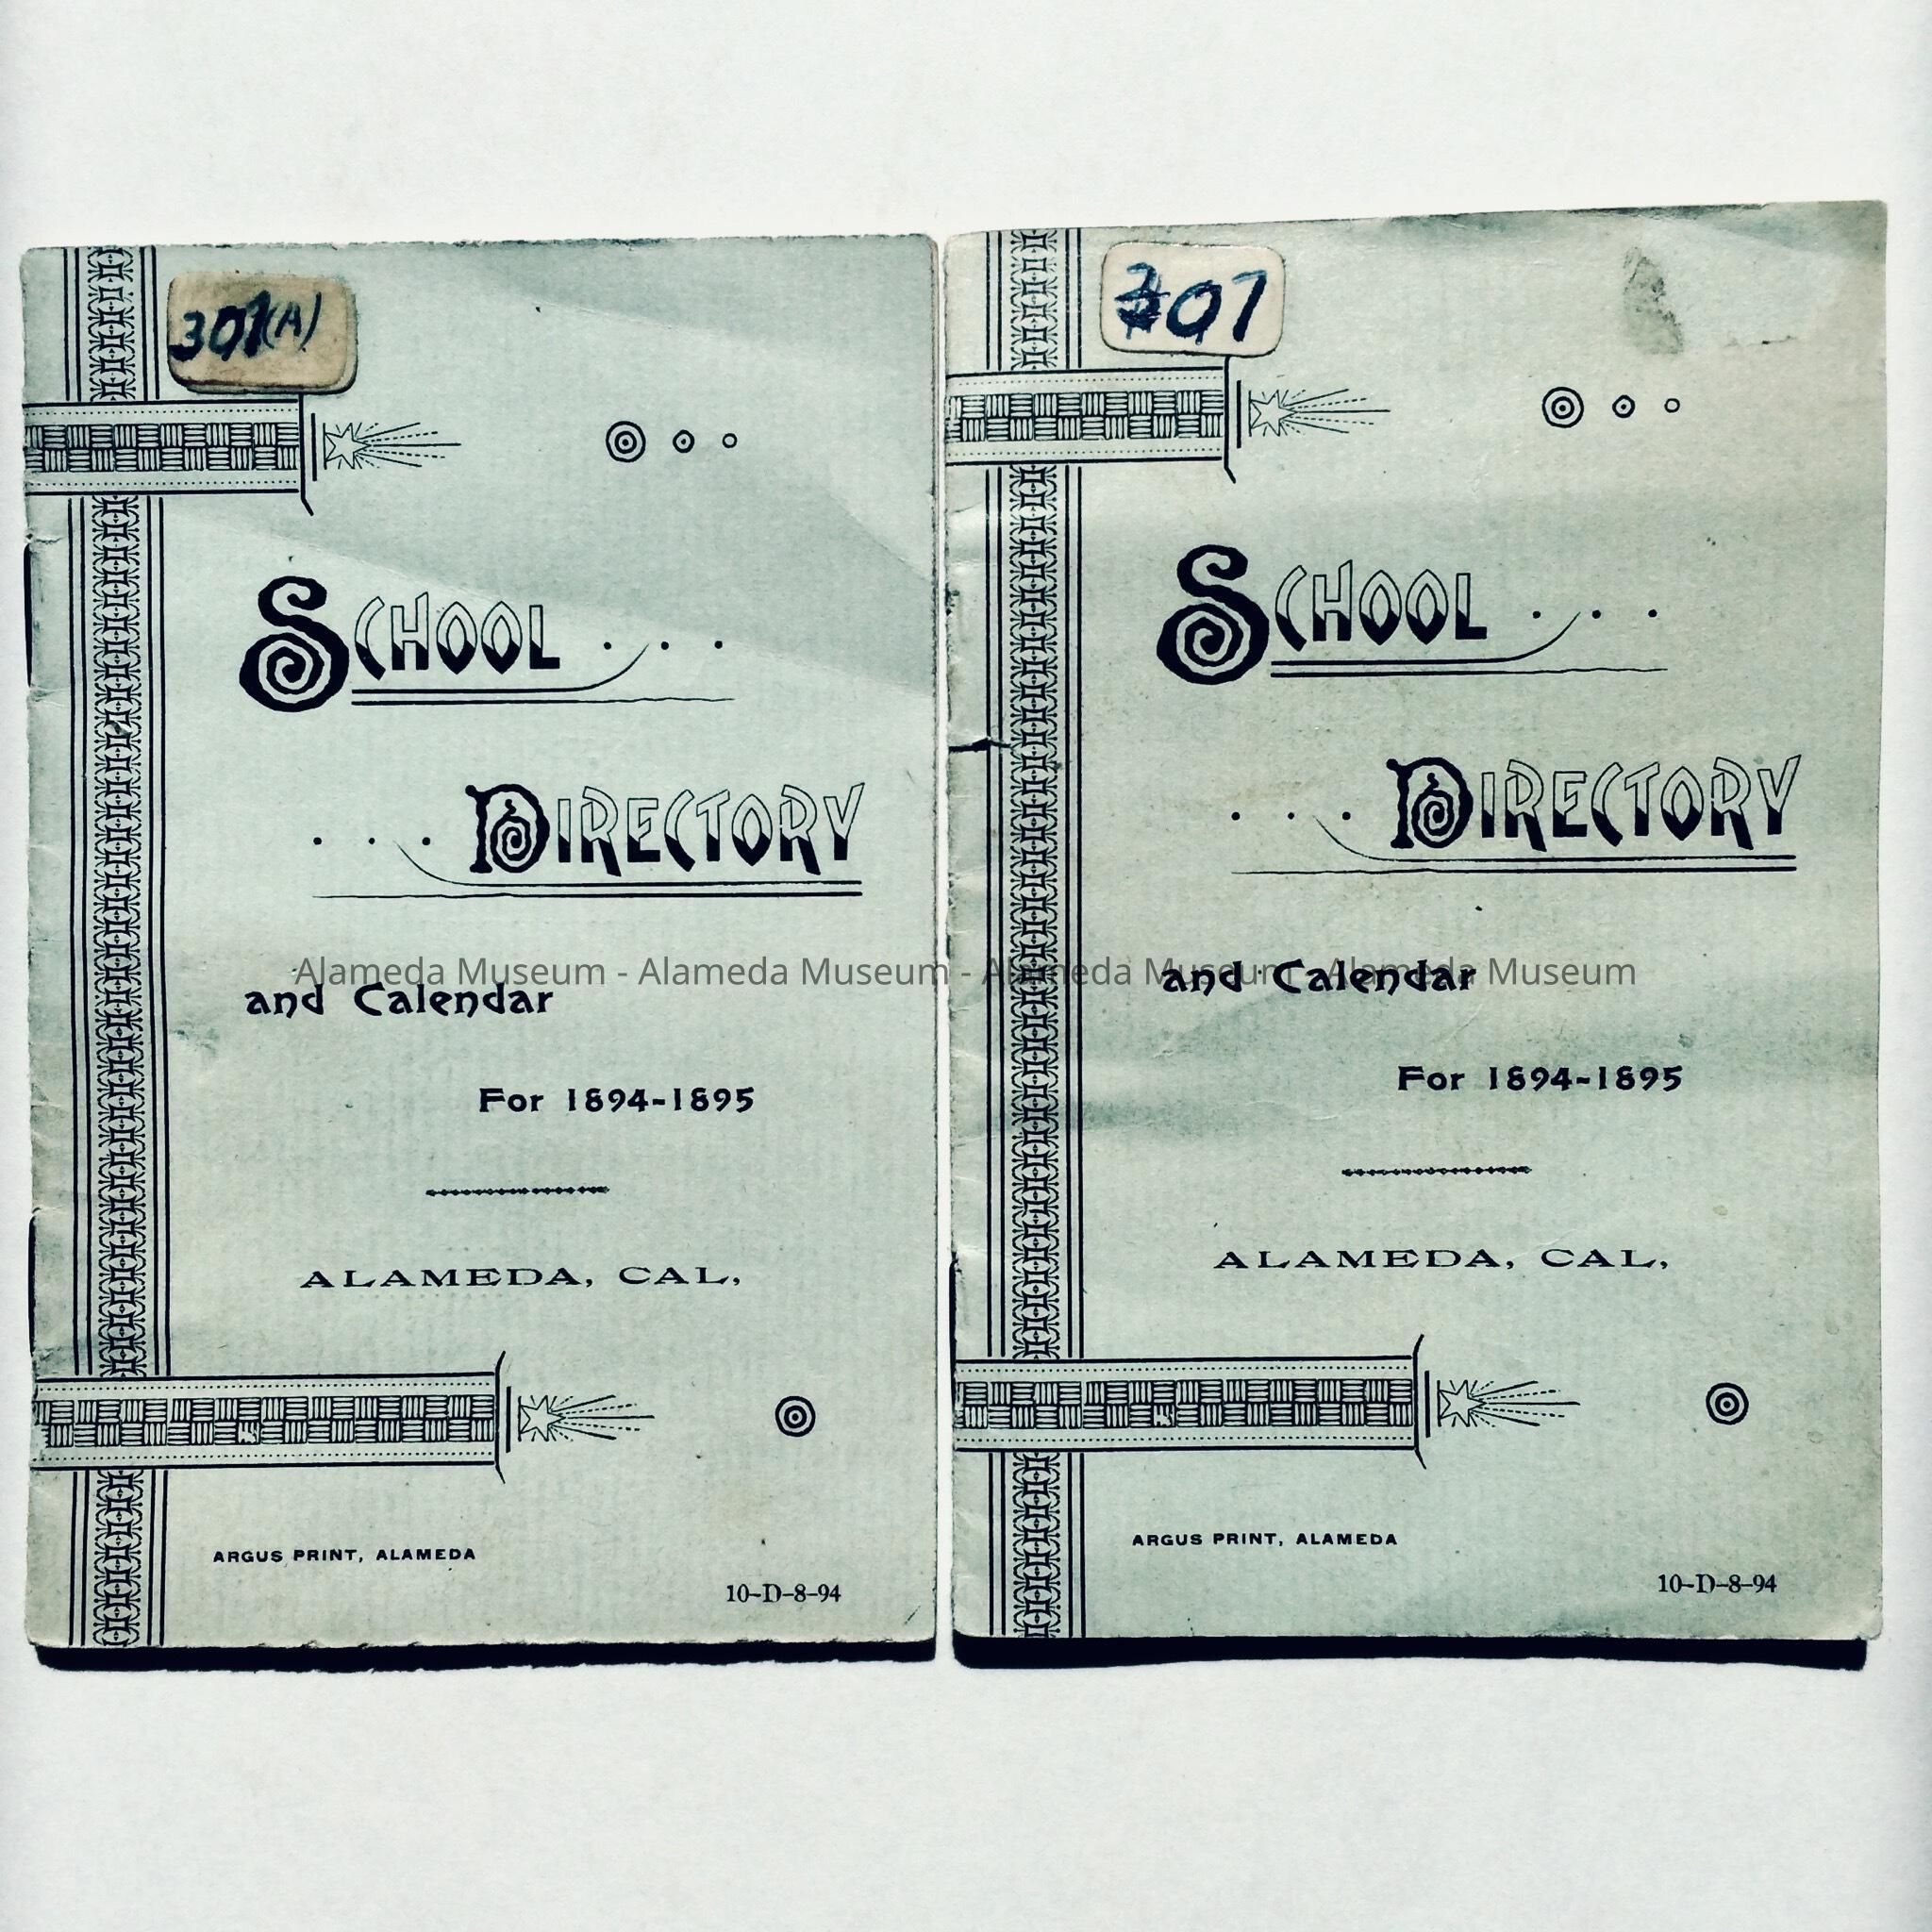 307(A)
School . . .
. . . Directory
and Calendar
For 1894-1895
ALAMEDA, CAL,
ARGUS PRINT, ALAMEDA
10-D-8-94
307
School . . .
. . . Directory
and Calendar
For 1894-1895
ALAMEDA, CAL,
ARGUS PRINT, ALAMEDA
10-D-8-94
Alameda Museum - Alameda Museum - Alameda Museum - Alameda Museum